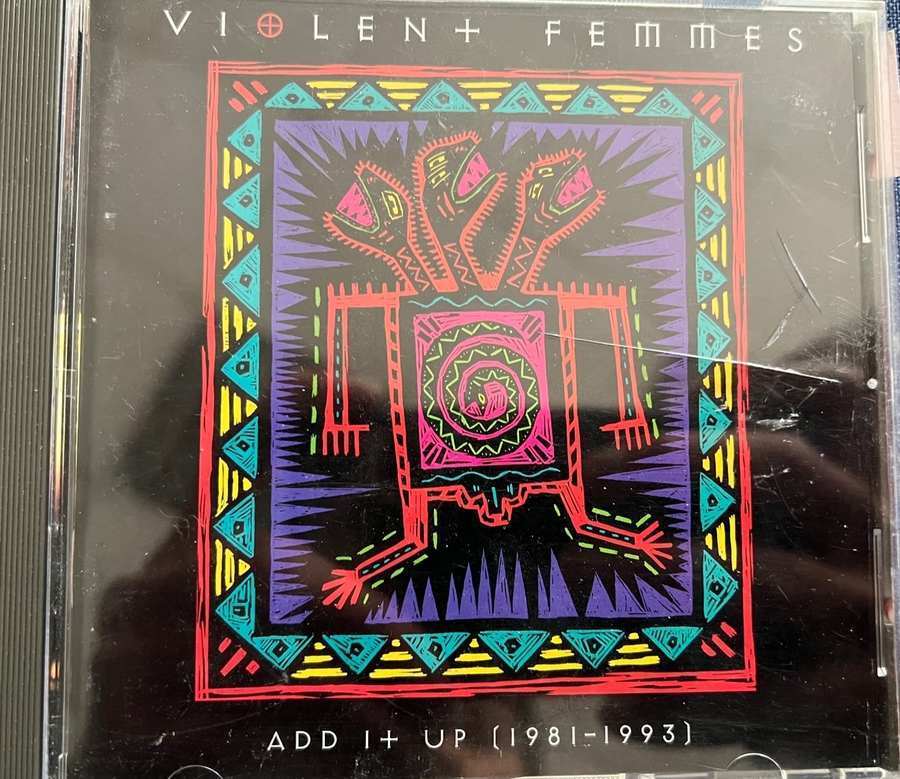 VIOLENT FEMMES
ADD IT UP (1981-1993)